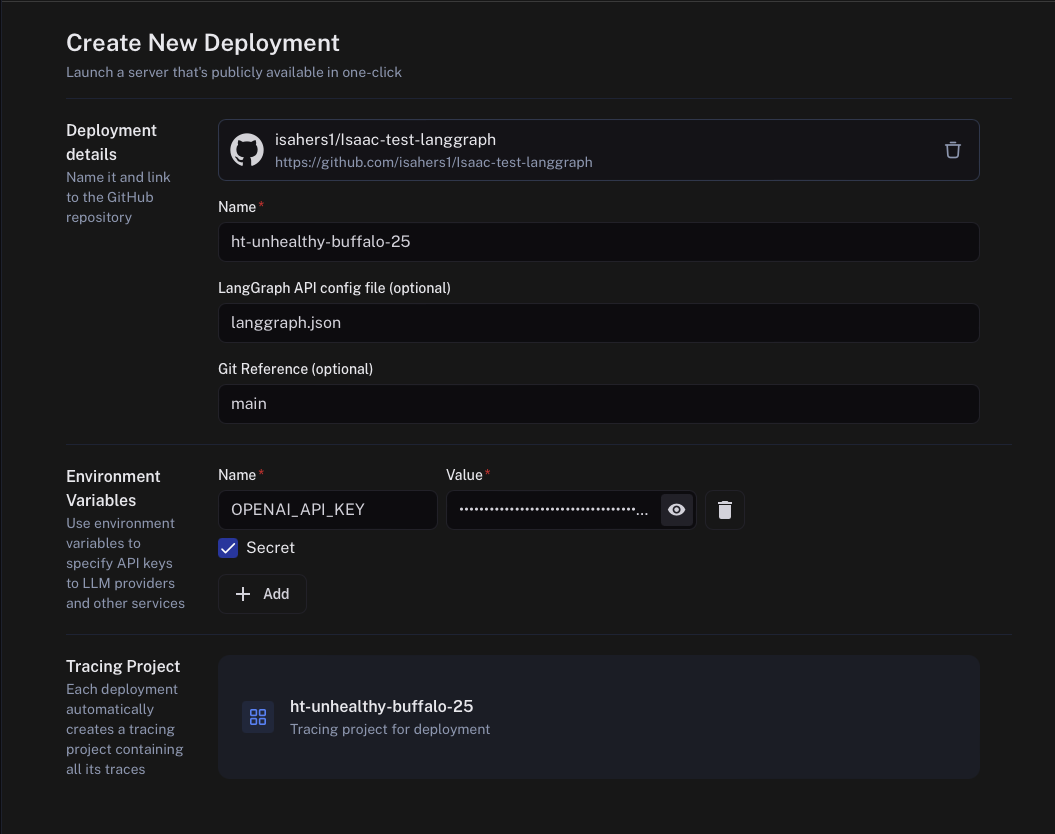 Create New Deployment
Launch a server that's publicly available in one-click
Deployment
details
Name it and link
to the GitHub
repository
isahers1/Isaac-test-langgraph
https://github.com/isahers1/Isaac-test-langgraph
Name*
ht-unhealthy-buffalo-25
LangGraph API config file (optional)
langgraph.json
Git Reference (optional)
main
Environment
Variables
Use environment
variables to
specify API keys
to LLM providers
and other services
Name*
Value*
OPENAI_API_KEY
••••••••••••••••••••••••••••••••••••...
Secret
Add
Tracing Project
Each deployment
automatically
creates a tracing
project containing
all its traces
ht-unhealthy-buffalo-25
Tracing project for deployment